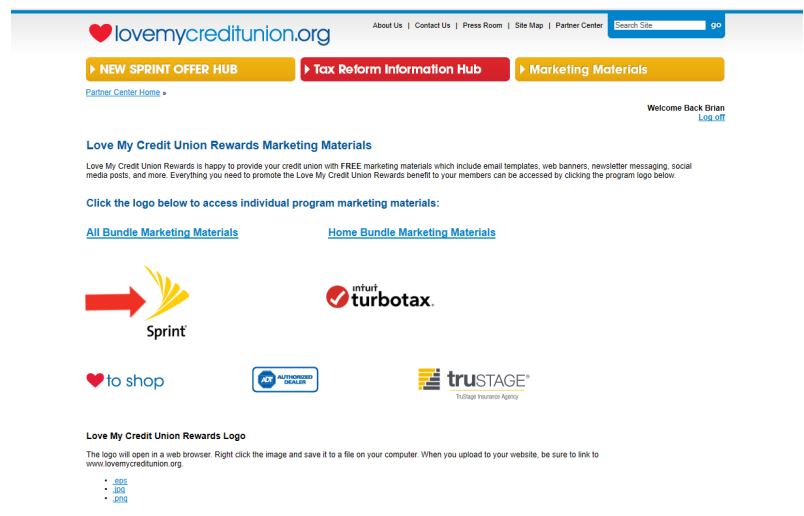 lovemycreditunion.org
About Us | Contact Us | Press Room | Site Map | Partner Center
Search Site
go
NEW SPRINT OFFER HUB
Tax Reform Information Hub
Marketing Materials
Partner Center Home »
Welcome Back Brian
Log off
Love My Credit Union Rewards Marketing Materials
Love My Credit Union Rewards is happy to provide your credit union with FREE marketing materials which include email templates, web banners, newsletter messaging, social
media posts, and more. Everything you need to promote the Love My Credit Union Rewards benefit to your members can be accessed by clicking the program logo below.
Click the logo below to access individual program marketing materials:
All Bundle Marketing Materials
Home Bundle Marketing Materials
Sprint
intuit
turbotax.
to shop
ADT AUTHORIZED
DEALER
truSTAGE®
TruStage Insurance Agency
Love My Credit Union Rewards Logo
The logo will open in a web browser. Right click the image and save it to a file on your computer. When you upload to your website, be sure to link to
www.lovemycreditunion.org.
• .eps
• .jpg
• .png